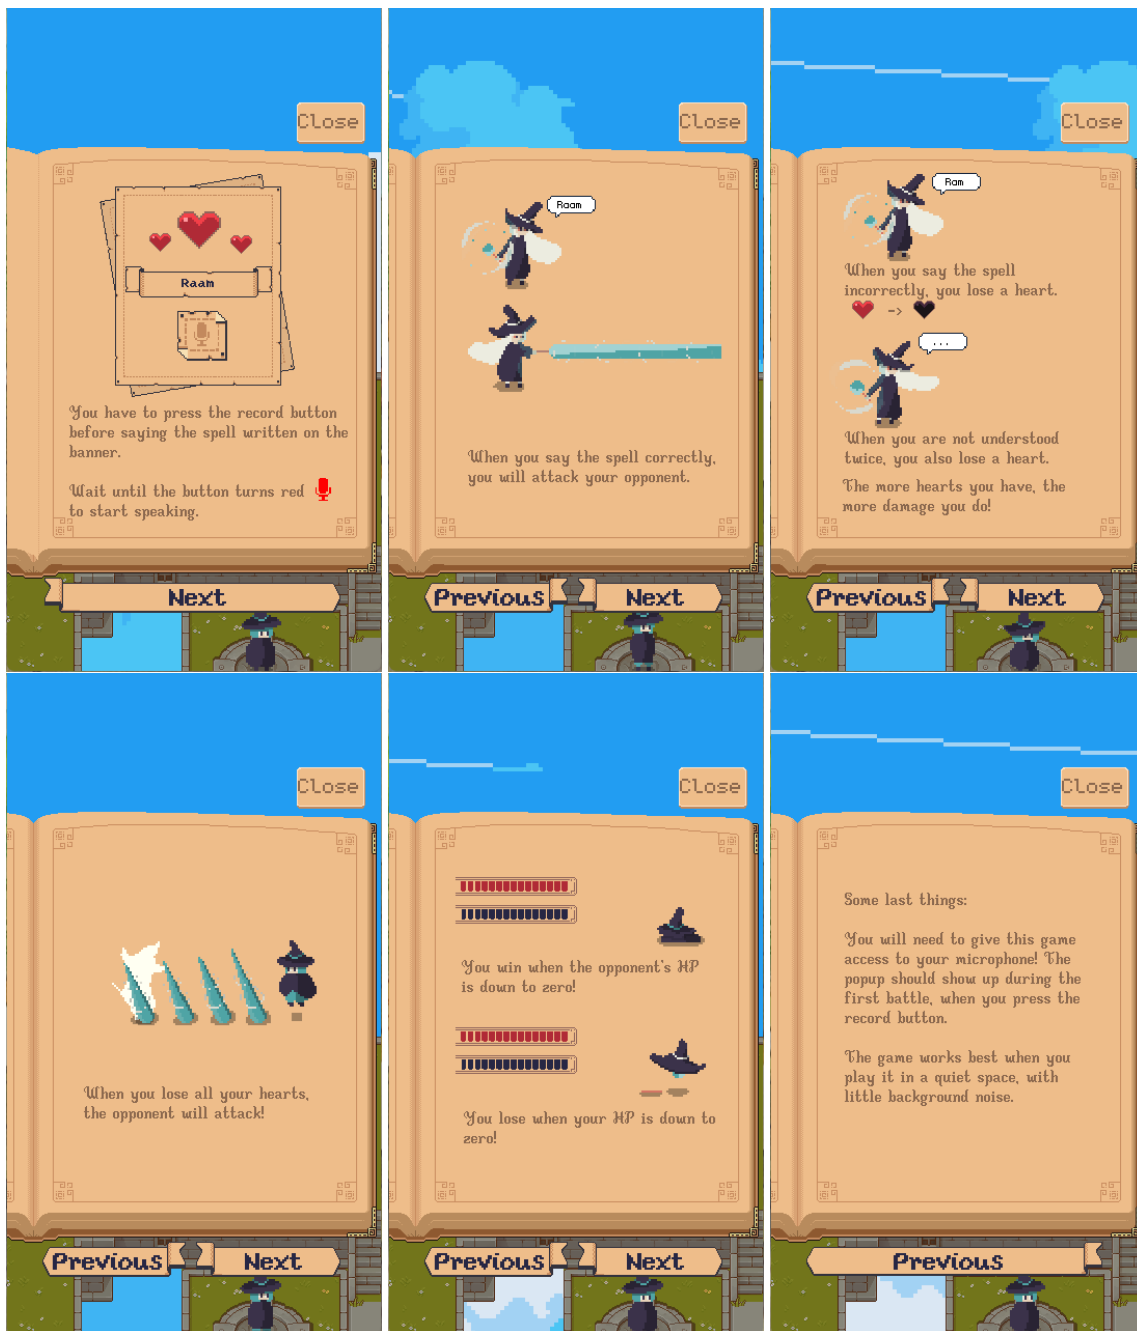 Close
Raam
You have to press the record button
before saying the spell written on the
banner.
Wait until the button turns red
to start speaking.
Next
Close
Raam
When you say the spell correctly,
you will attack your opponent.
Previous
Next
Close
Ram
When you say the spell
incorrectly, you lose a heart.
->
...
When you are not understood
twice, you also lose a heart.
The more hearts you have, the
more damage you do!
Previous
Next
Close
When you lose all your hearts,
the opponent will attack!
Previous
Next
Close
You win when the opponent's HP
is down to zero!
You lose when your HP is down to
zero!
Previous
Next
Close
Some last things:
You will need to give this game
access to your microphone! The
popup should show up during the
first battle, when you press the
record button.
The game works best when you
play it in a quiet space, with
little background noise.
Previous